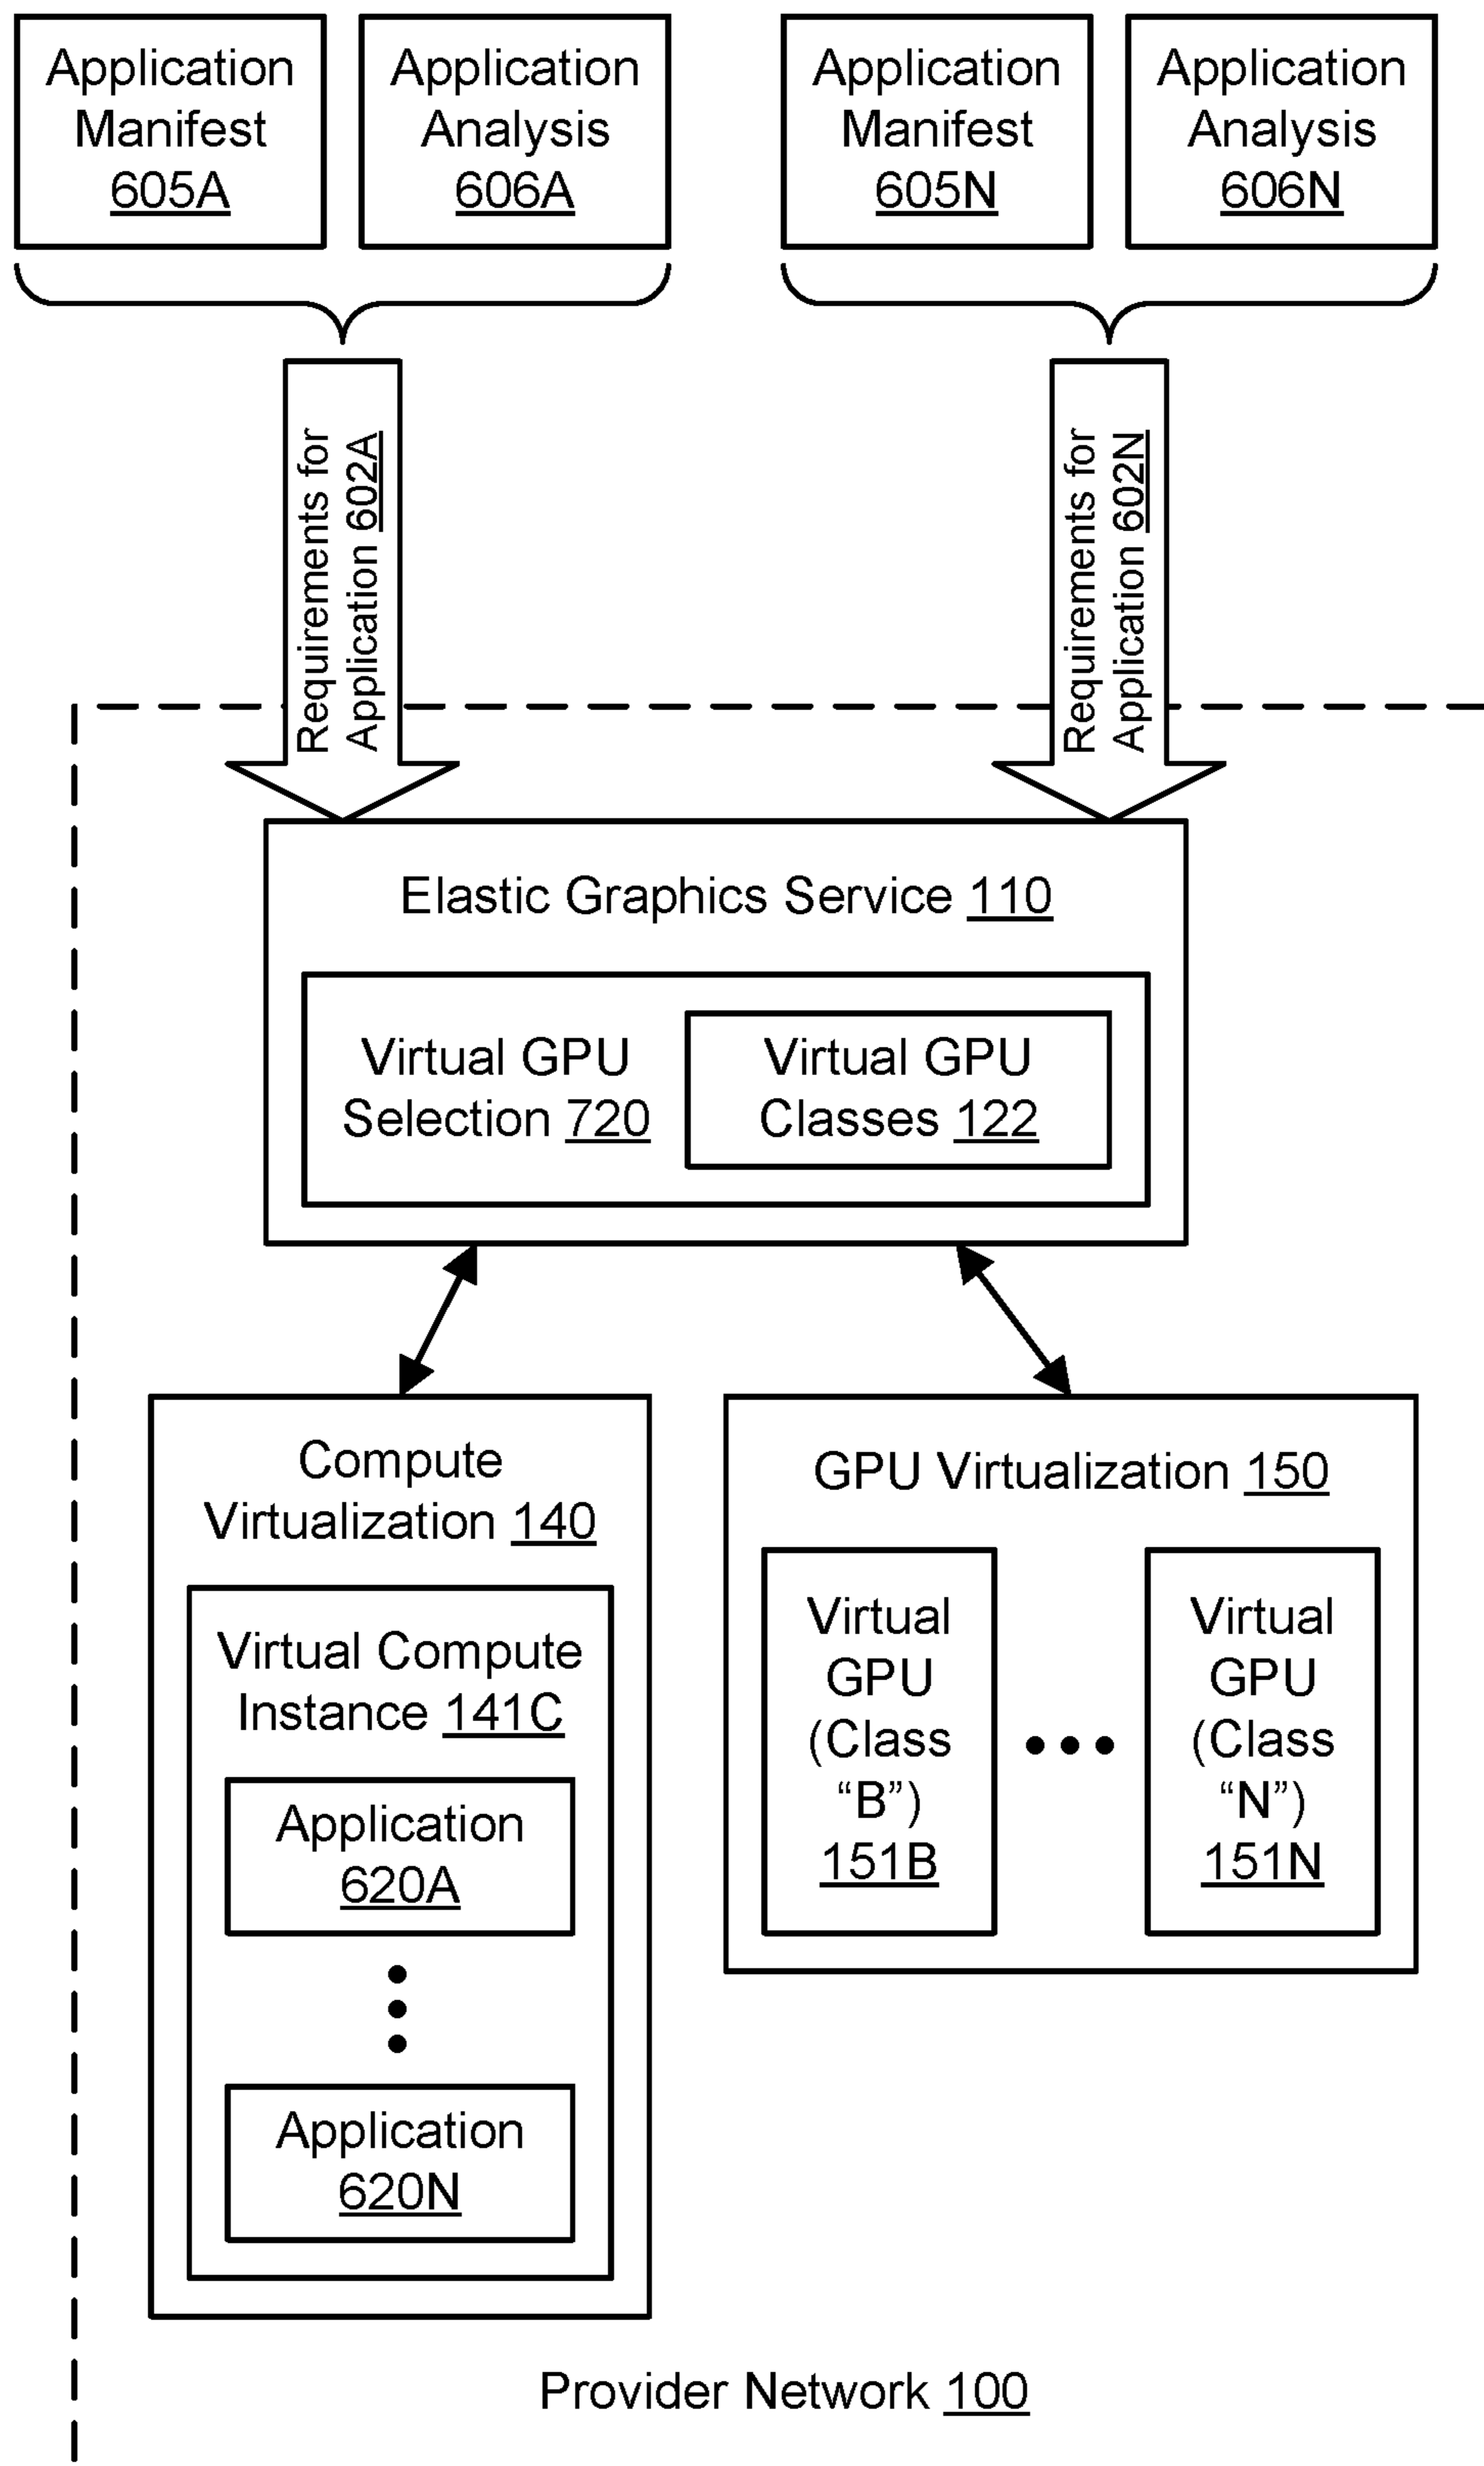 Application
Manifest
605A
Application
Analysis
606A
Application
Manifest
605N
Application
Analysis
606N
Requirements for
Application 602A
Requirements for
Application 602N
Elastic Graphics Service 110
Virtual GPU
Selection 720
Virtual GPU
Classes 122
Compute
Virtualization 140
Virtual Compute
Instance 141C
Application
620A
Application
620N
GPU Virtualization 150
Virtual
GPU
(Class
“B”)
151B
Virtual
GPU
(Class
“N”)
151N
Provider Network 100